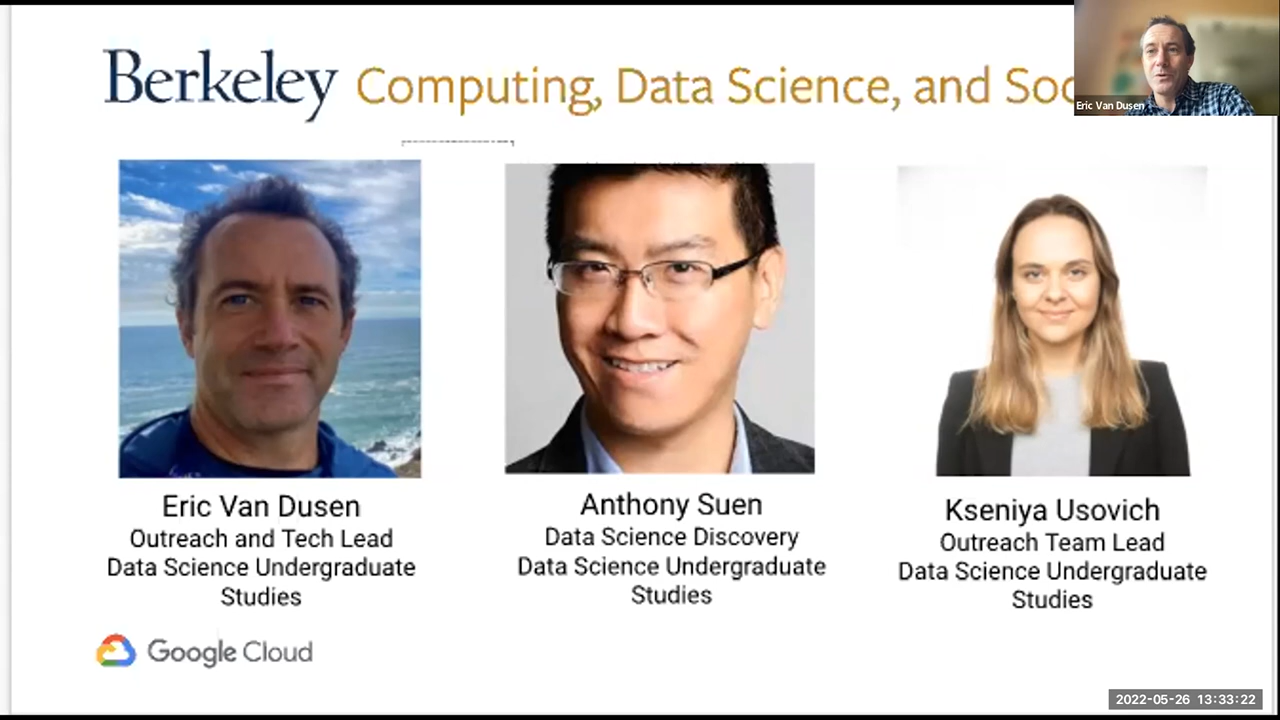 Berkeley Computing, Data Science, and Soc
Eric Van Dusen
Eric Van Dusen
Outreach and Tech Lead
Data Science Undergraduate
Studies
Anthony Suen
Data Science Discovery
Data Science Undergraduate
Studies
Kseniya Usovich
Outreach Team Lead
Data Science Undergraduate
Studies
Google Cloud
2022-05-26 13:33:22